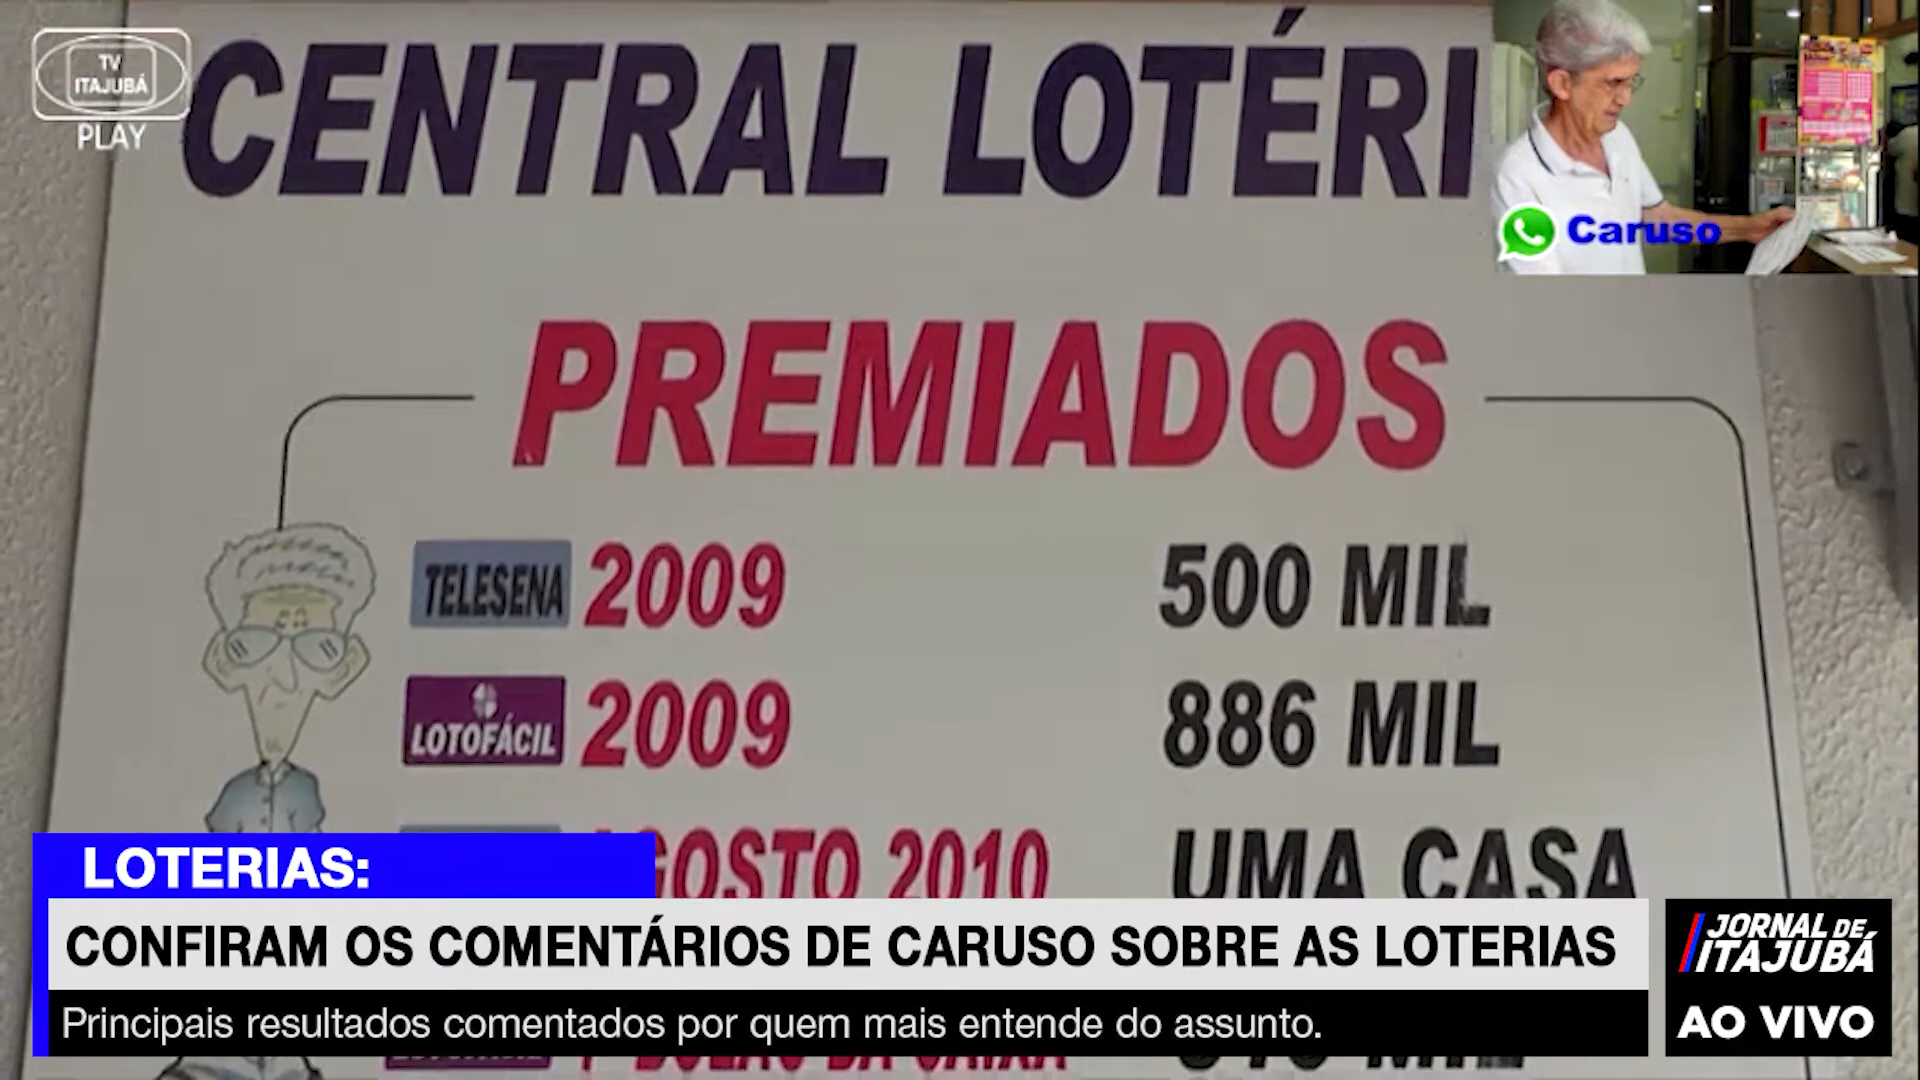 TV
ITAJUBÁ
PLAY
CENTRAL LOTÉRI
Caruso
PREMIADOS
TELESENA 2009 500 MIL
LOTOFÁCIL 2009 886 MIL
AGOSTO 2010 UMA CASA
LOTERIAS:
CONFIRAM OS COMENTÁRIOS DE CARUSO SOBRE AS LOTERIAS
Principais resultados comentados por quem mais entende do assunto.
JORNAL DE
ITAJUBÁ
AO VIVO